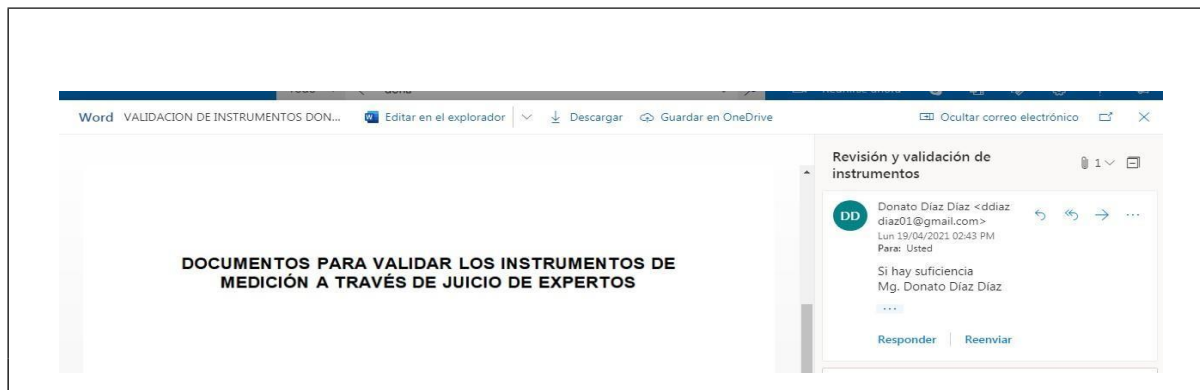 Word VALIDACION DE INSTRUMENTOS DON... Editar en el explorador Descargar Guardar en OneDrive Ocultar correo electrónico
DOCUMENTOS PARA VALIDAR LOS INSTRUMENTOS DE
MEDICIÓN A TRAVÉS DE JUICIO DE EXPERTOS
Revisión y validación de
instrumentos
1
DD
Donato Díaz Díaz <ddiaz
diaz01@gmail.com>
Lun 19/04/2021 02:43 PM
Para: Usted
Si hay suficiencia
Mg. Donato Díaz Díaz
...
Responder Reenviar